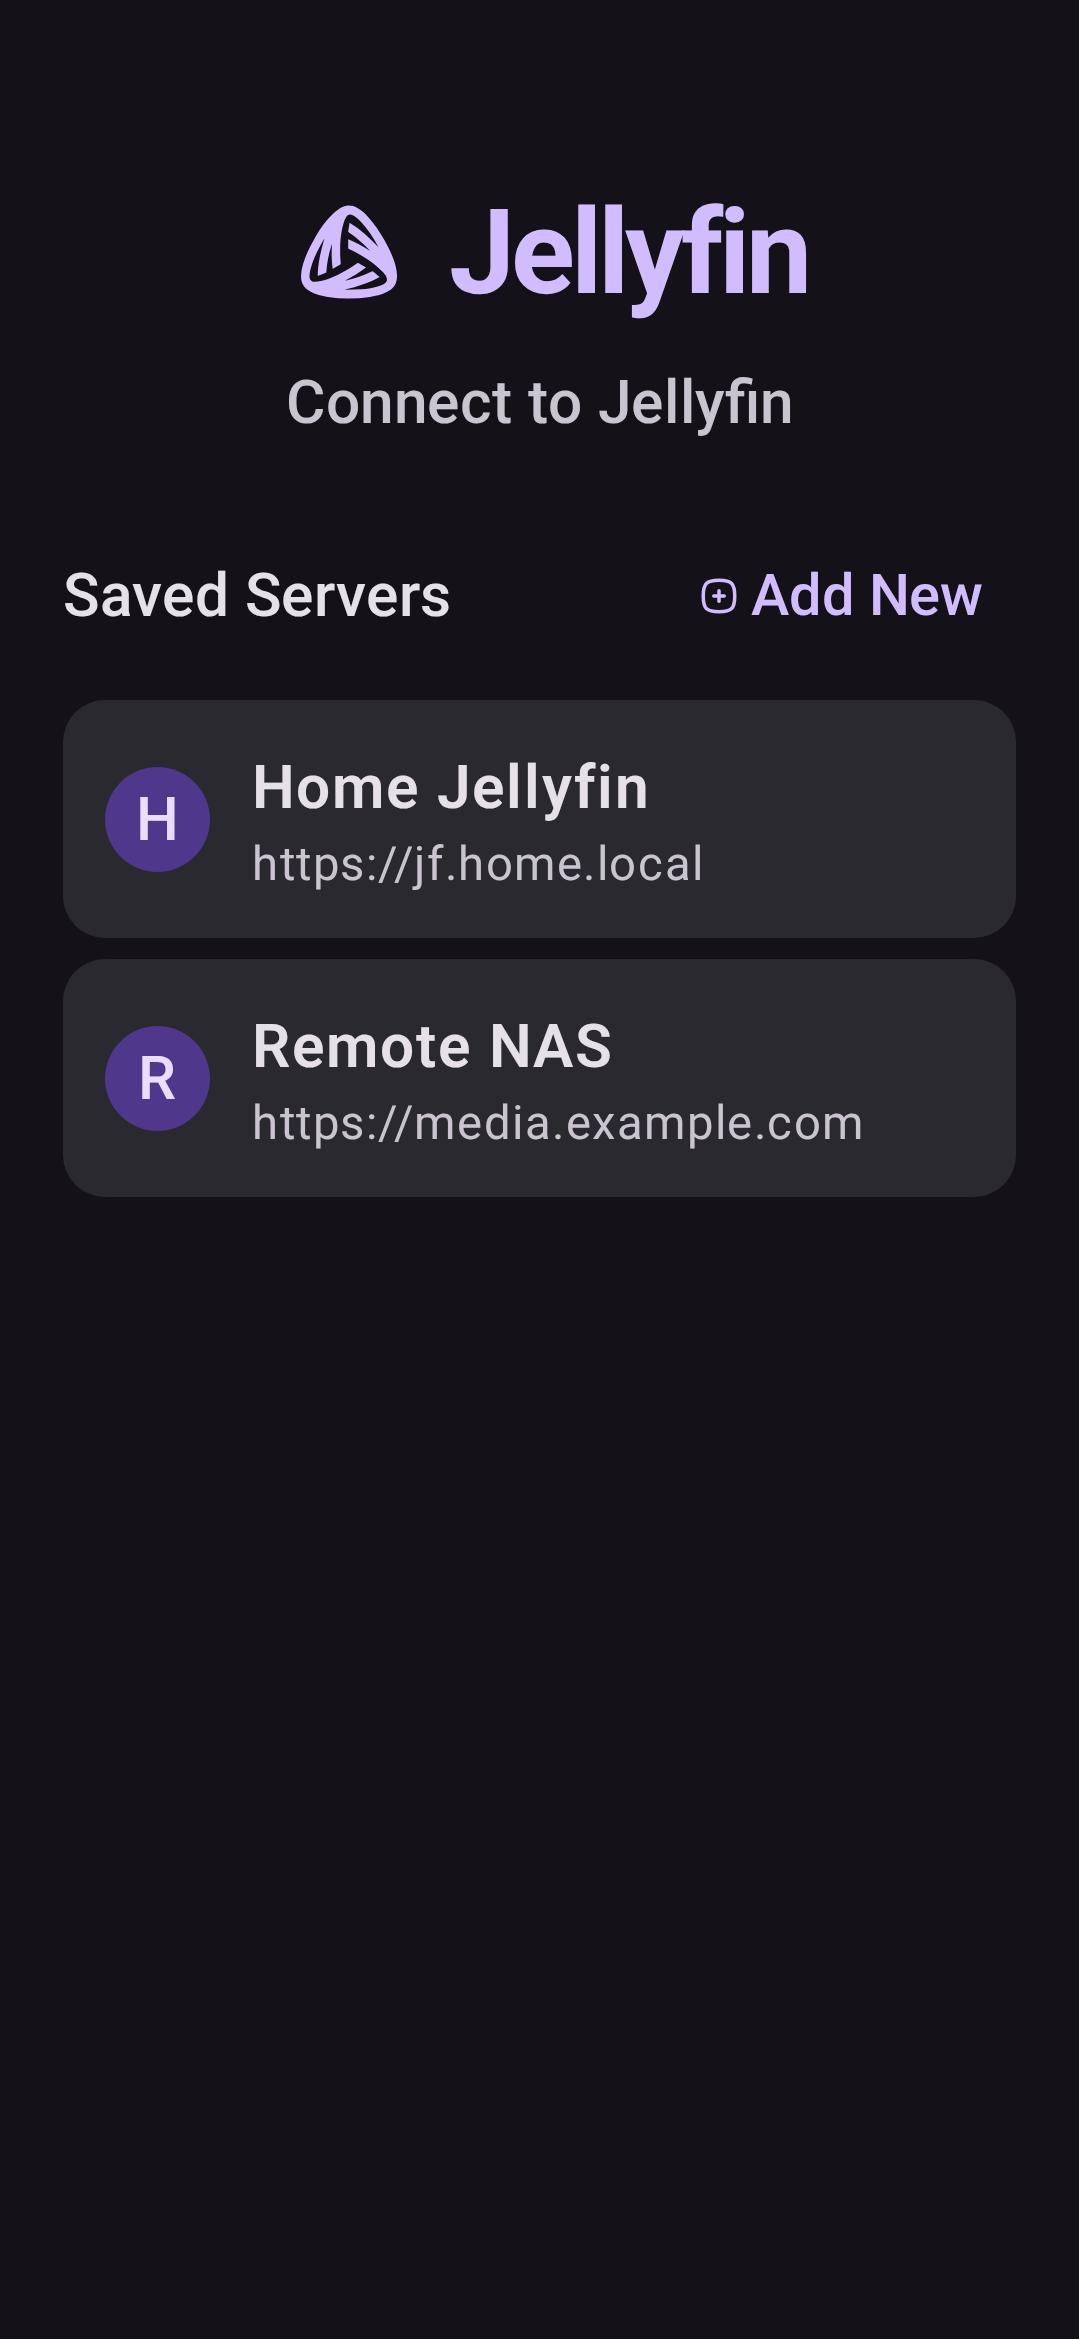 Jellyfin
Connect to Jellyfin
Saved Servers
Add New
H
Home Jellyfin
https://jf.home.local
R
Remote NAS
https://media.example.com